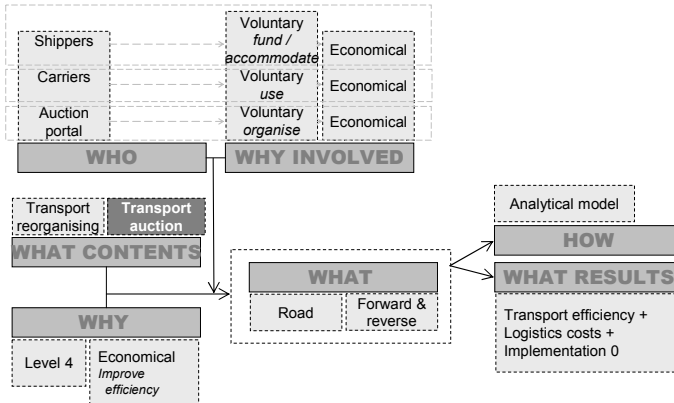 Shippers
Voluntary
fund /
accommodate
Economical
Carriers
Voluntary
use
Economical
Auction
portal
Voluntary
organise
Economical
WHO
WHY INVOLVED
Transport
reorganising
Transport
auction
WHAT CONTENTS
WHY
Level 4
Economical
Improve
efficiency
WHAT
Road
Forward &
reverse
Analytical model
HOW
WHAT RESULTS
Transport efficiency +
Logistics costs +
Implementation 0